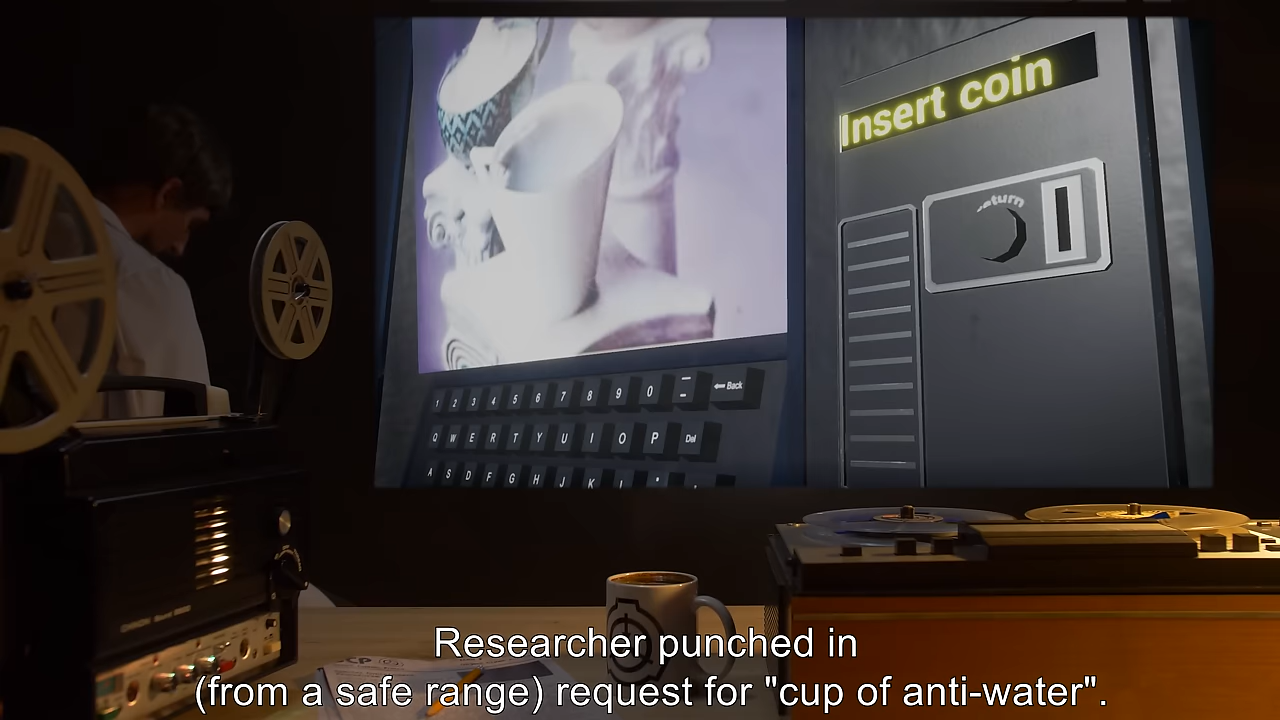 Insert coin
1 2 3 4 5 6 7 8 9 0 Back
Q W E R T Y U I O P Del
A S D F G H J K
Researcher punched in
(from a safe range) request for "cup of anti-water".